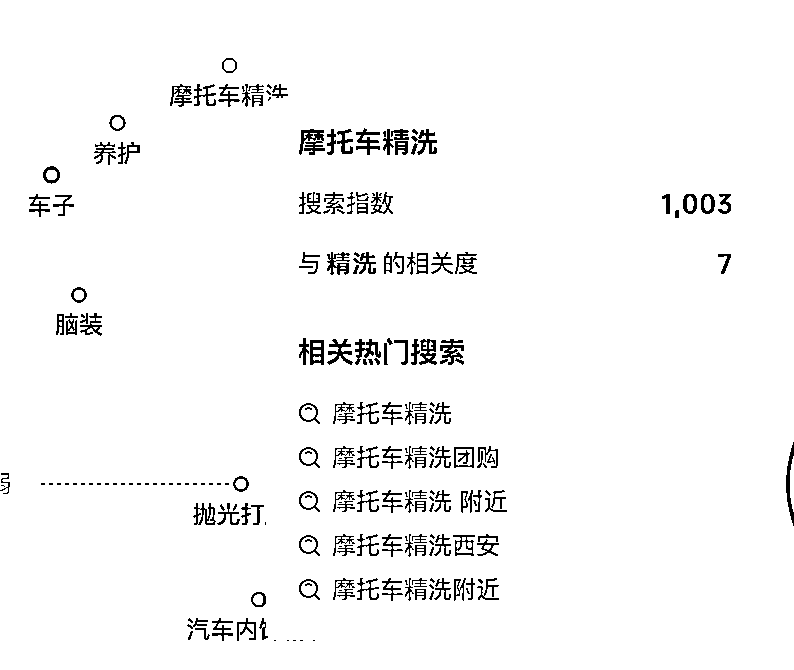 摩托车精洗
养护
车子
脑装
弱
抛光打
汽车内
摩托车精洗
搜索指数 1,003
与 精洗 的相关度 7
相关热门搜索
摩托车精洗
摩托车精洗团购
摩托车精洗 附近
摩托车精洗西安
摩托车精洗附近